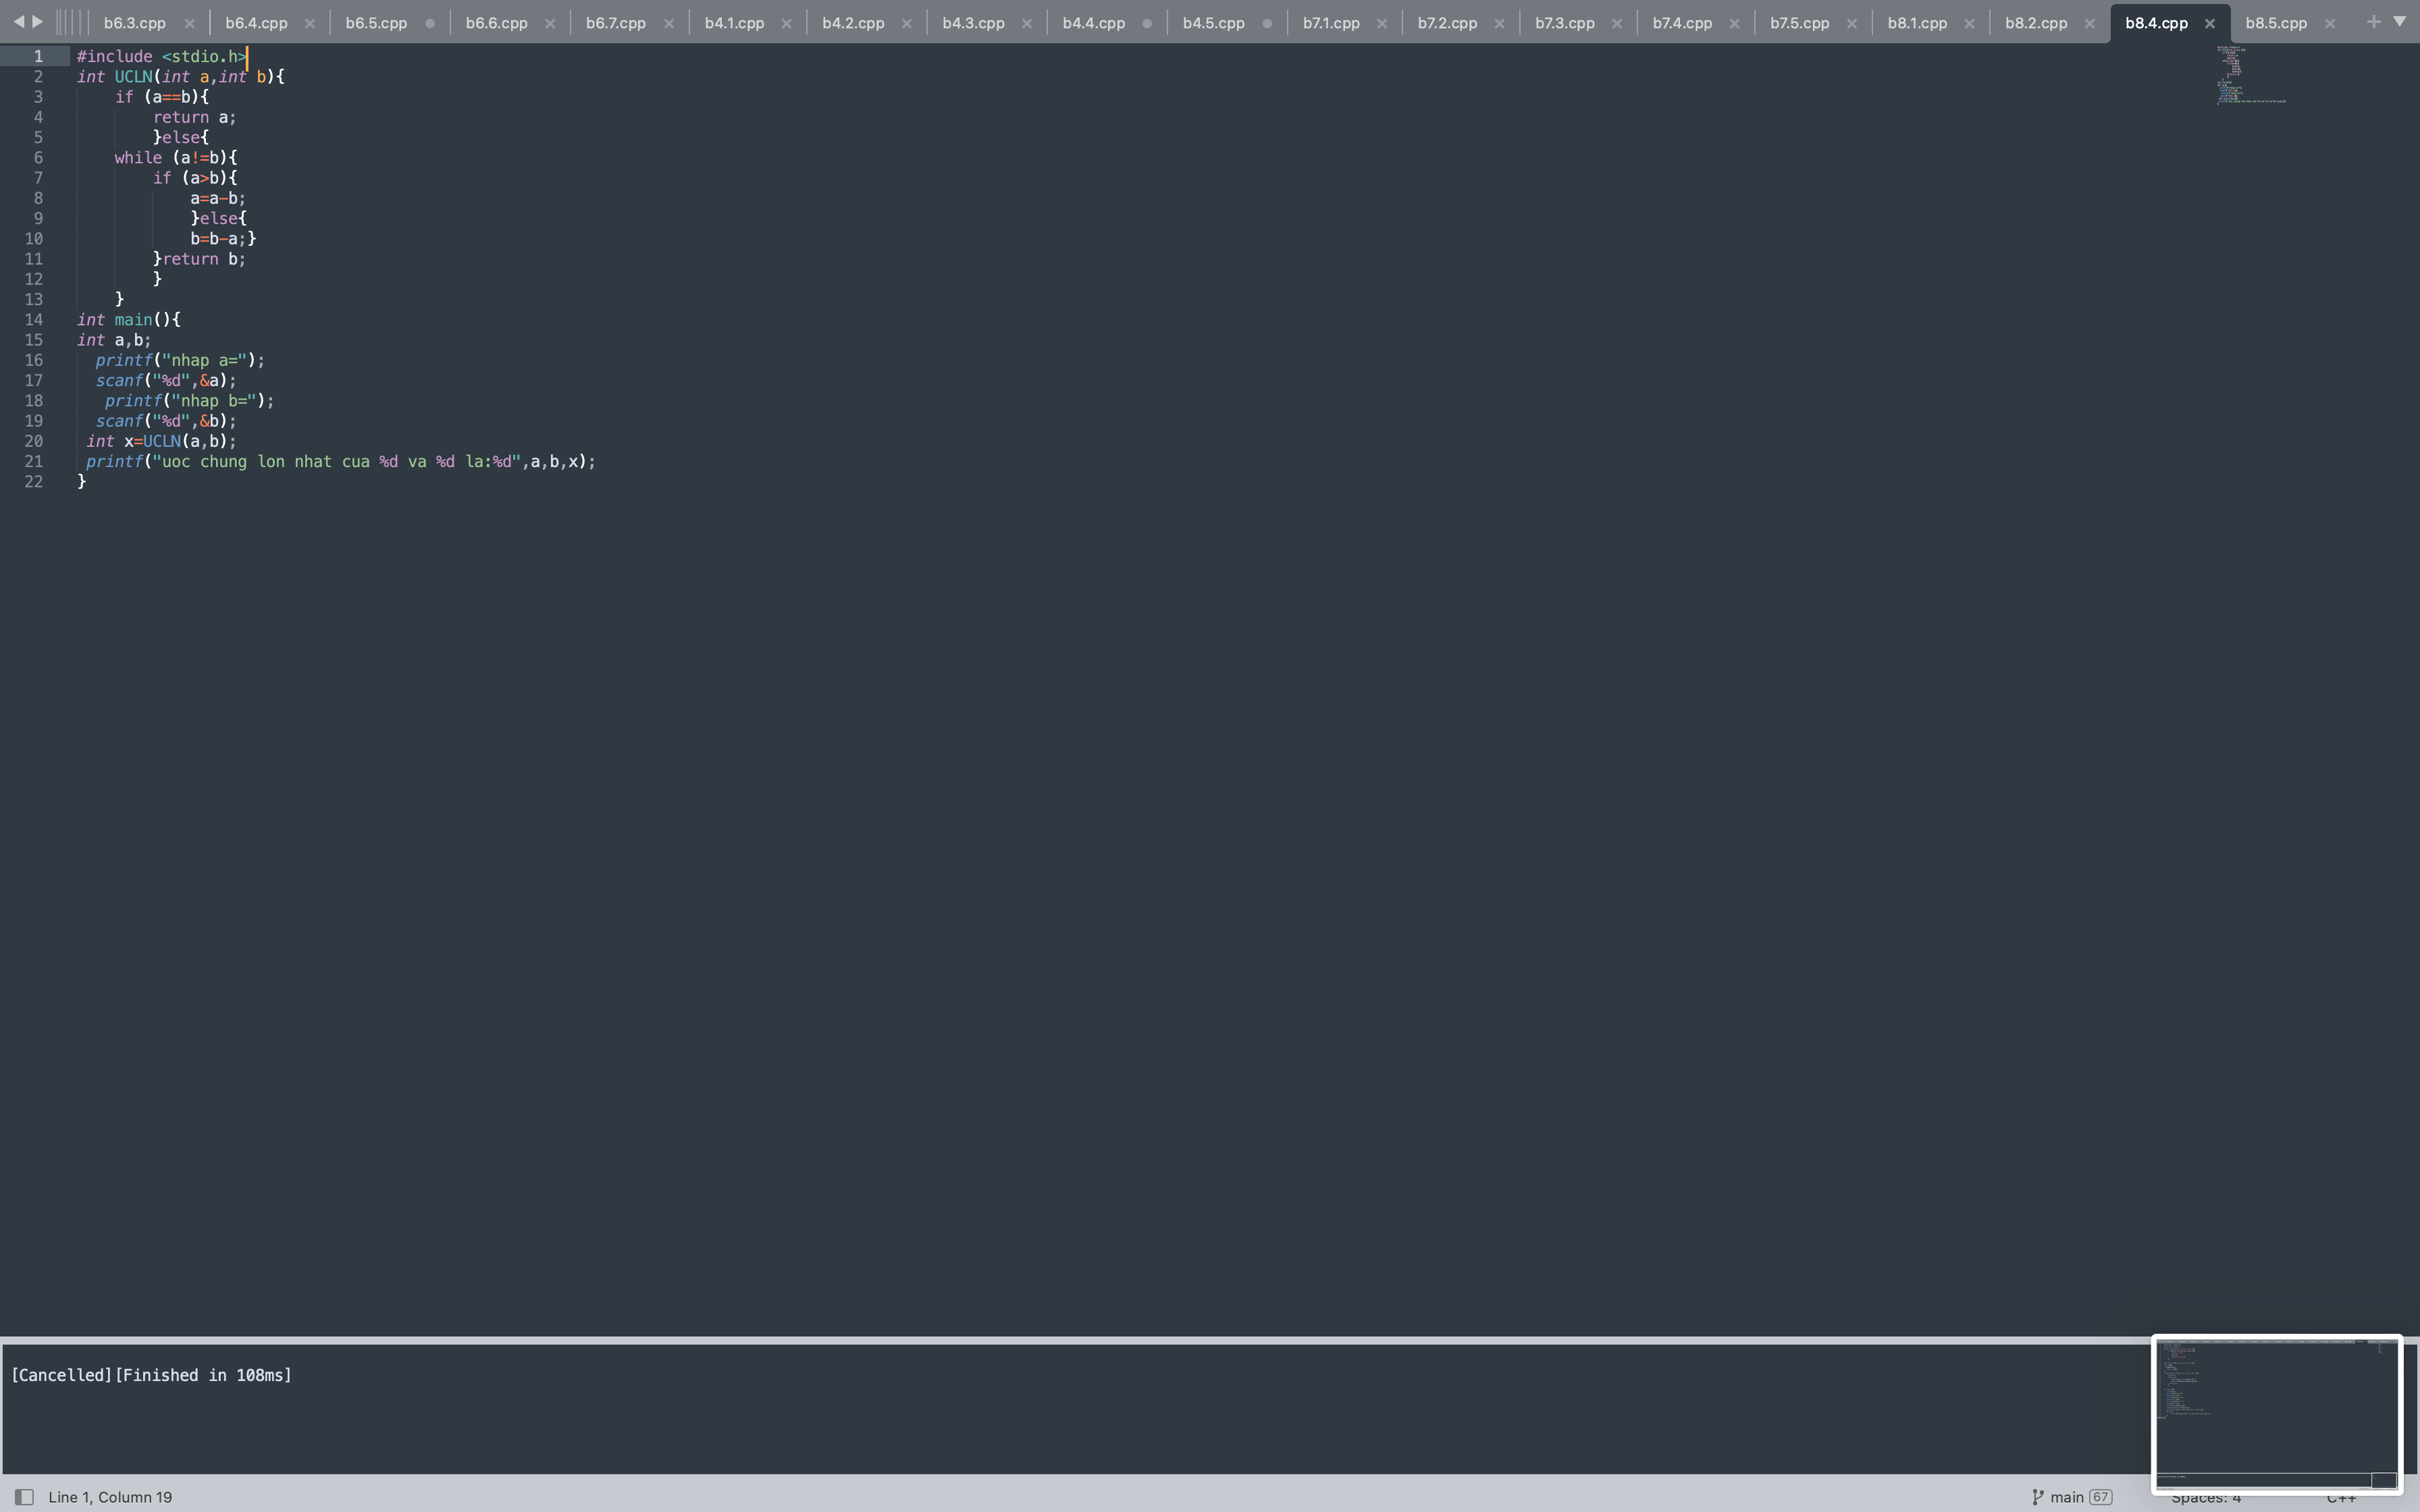 b6.3.cpp b6.4.cpp b6.5.cpp b6.6.cpp b6.7.cpp b4.1.cpp b4.2.cpp b4.3.cpp b4.4.cpp b4.5.cpp b7.1.cpp b7.2.cpp b7.3.cpp b7.4.cpp b7.5.cpp b8.1.cpp b8.2.cpp b8.4.cpp b8.5.cpp
1 #include <stdio.h>
2 int UCLN(int a,int b){
3 if (a==b){
4 return a;
5 }else{
6 while (a!=b){
7 if (a>b){
8 a=a-b;
9 }else{
10 b=b-a;}
11 }return b;
12 }
13 }
14 int main(){
15 int a,b;
16 printf("nhap a=");
17 scanf("%d",&a);
18 printf("nhap b=");
19 scanf("%d",&b);
20 int x=UCLN(a,b);
21 printf("uoc chung lon nhat cua %d va %d la:%d",a,b,x);
22 }
[Cancelled][Finished in 108ms]
Line 1, Column 19 main 67 Spaces: 4 C++